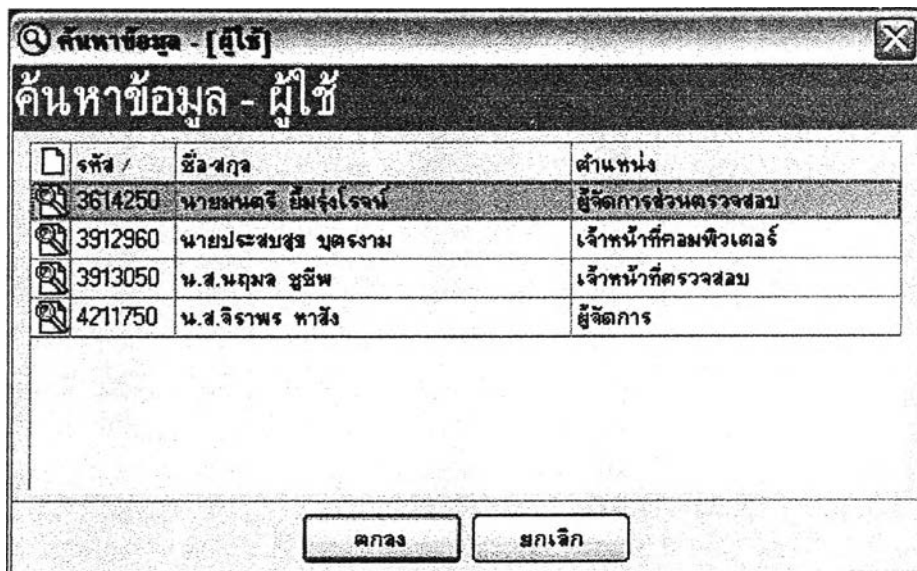 ค้นหาข้อมูล - [ผู้ใช้]
ค้นหาข้อมูล - ผู้ใช้
รหัส / ชื่อ-สกุล ตำแหน่ง
3614250 นายมนตรี ยิ้มรุ่งโรจน์ ผู้จัดการส่วนตรวจสอบ
3912960 นายประสบสุข บุตรงาม เจ้าหน้าที่คอมพิวเตอร์
3913050 น.ส.นฤมล ชูชีพ เจ้าหน้าที่ตรวจสอบ
4211750 น.ส.จิราพร หาสัง ผู้จัดการ
ตกลง ยกเลิก